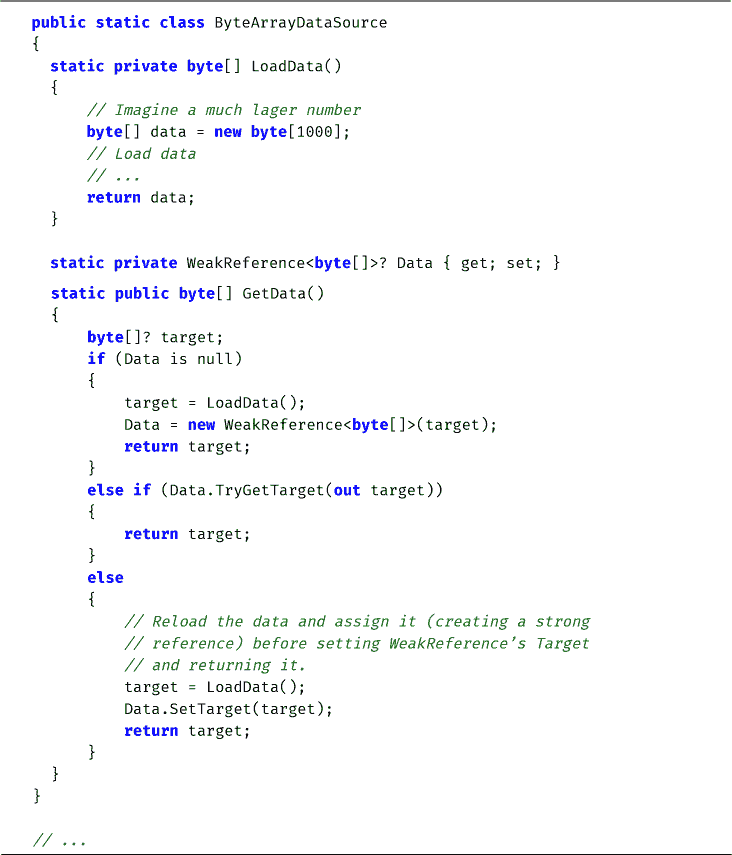 public static class ByteArrayDataSource
{
  static private byte[] LoadData()
  {
      // Imagine a much lager number
      byte[] data = new byte[1000];
      // Load data
      // ...
      return data;
  }

  static private WeakReference<byte[]>? Data { get; set; }
  static public byte[] GetData()
  {
      byte[]? target;
      if (Data is null)
      {
          target = LoadData();
          Data = new WeakReference<byte[]>(target);
          return target;
      }
      else if (Data.TryGetTarget(out target))
      {
          return target;
      }
      else
      {
          // Reload the data and assign it (creating a strong
          // reference) before setting WeakReference’s Target
          // and returning it.
          target = LoadData();
          Data.SetTarget(target);
          return target;
      }
  }
}

// ...